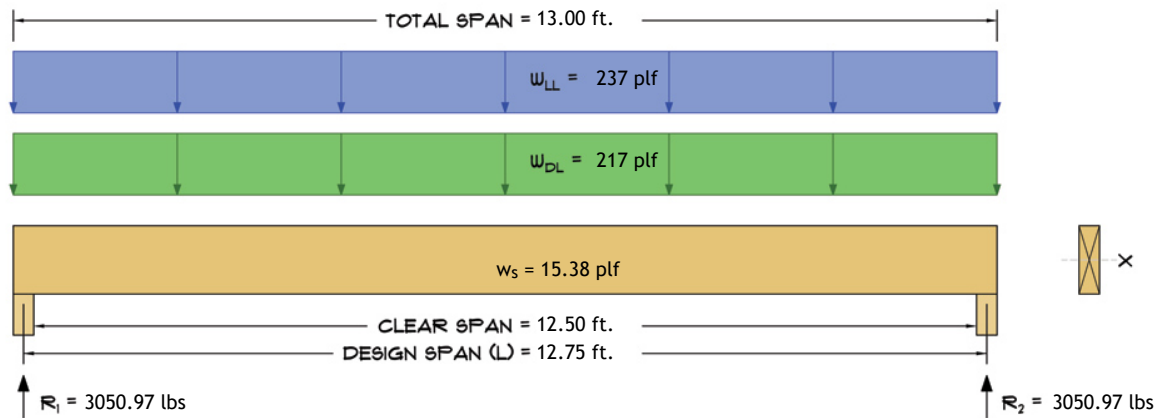 TOTAL SPAN = 13.00 ft.
wLL = 237 plf
wDL = 217 plf
ws = 15.38 plf
X
CLEAR SPAN = 12.50 ft.
DESIGN SPAN (L) = 12.75 ft.
R1 = 3050.97 lbs
R2 = 3050.97 lbs